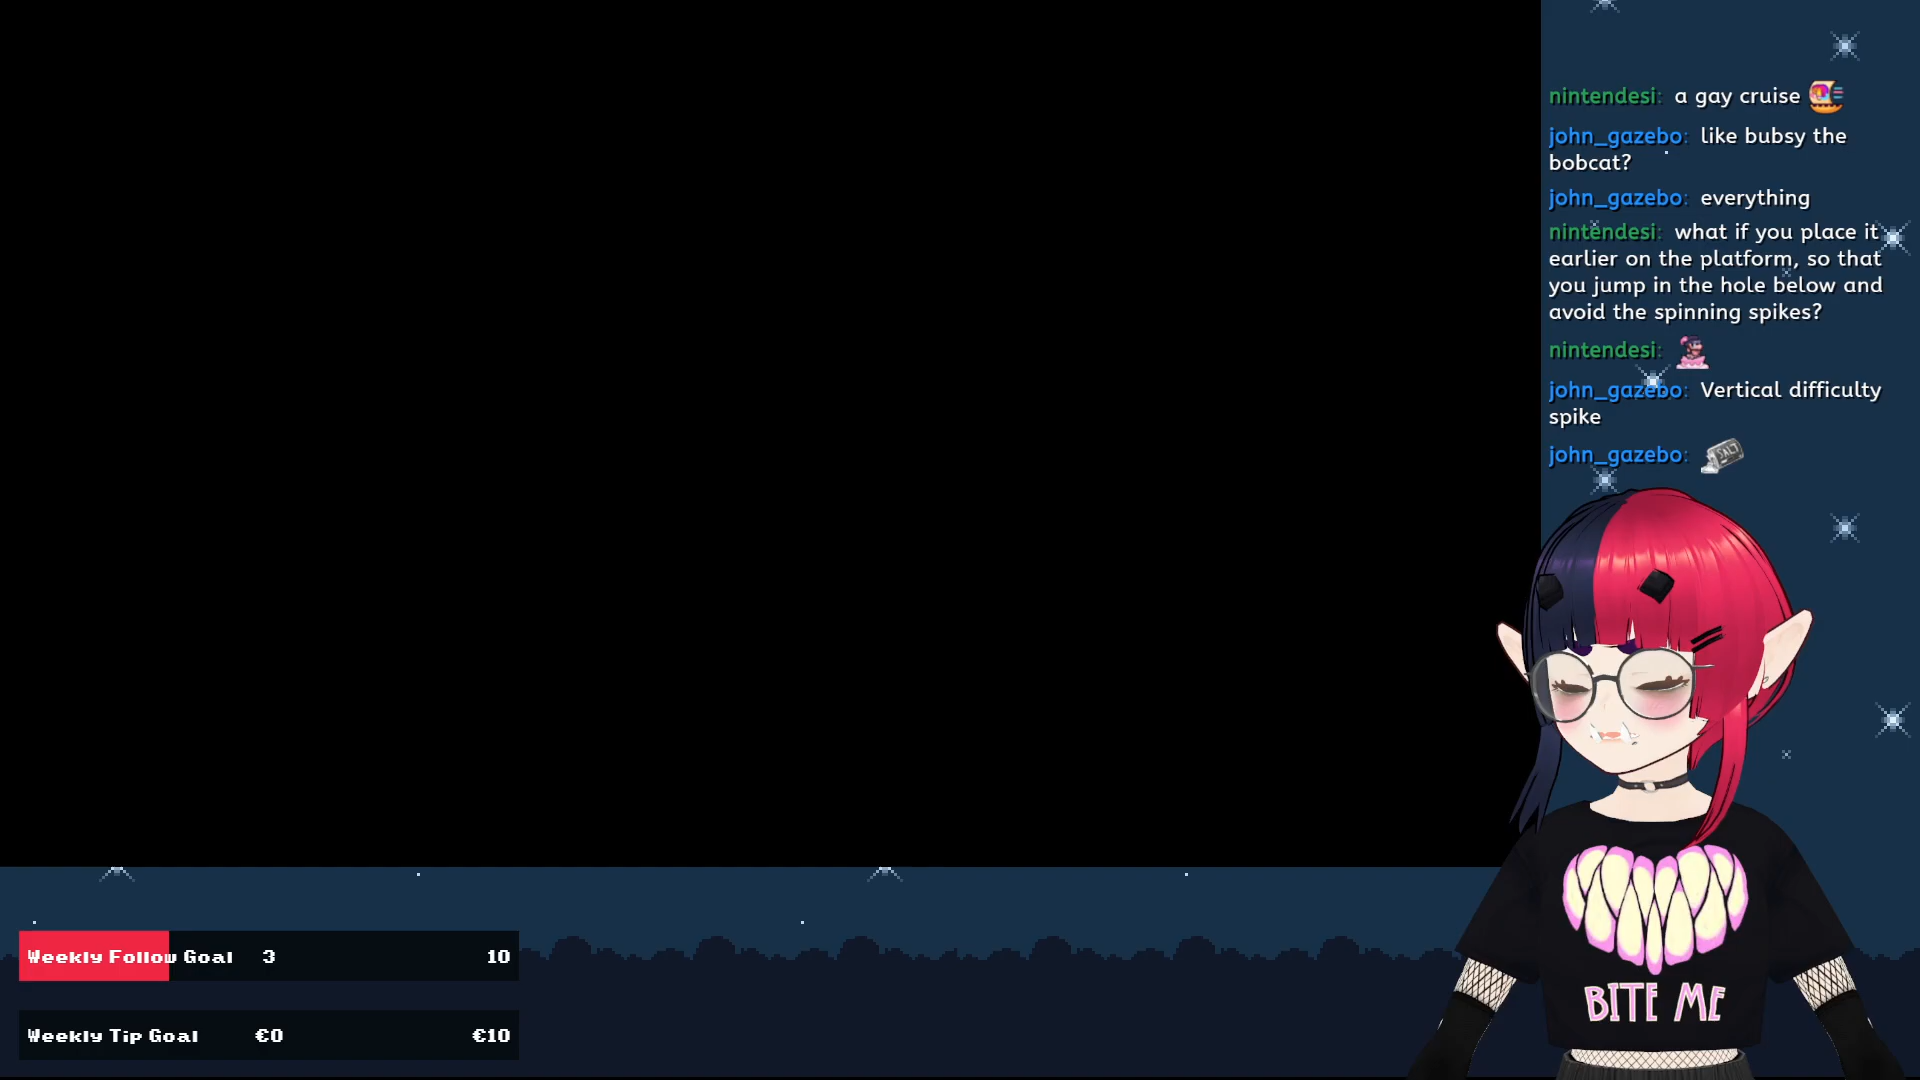 nintendesi: a gay cruise
john_gazebo: like bubsy the
bobcat?
john_gazebo: everything
nintendesi: what if you place it
earlier on the platform, so that
you jump in the hole below and
avoid the spinning spikes?
nintendesi:
john_gazebo: Vertical difficulty
spike
john_gazebo: SALT
BITE ME
Weekly Follow Goal 3 10
Weekly Tip Goal €0 €10